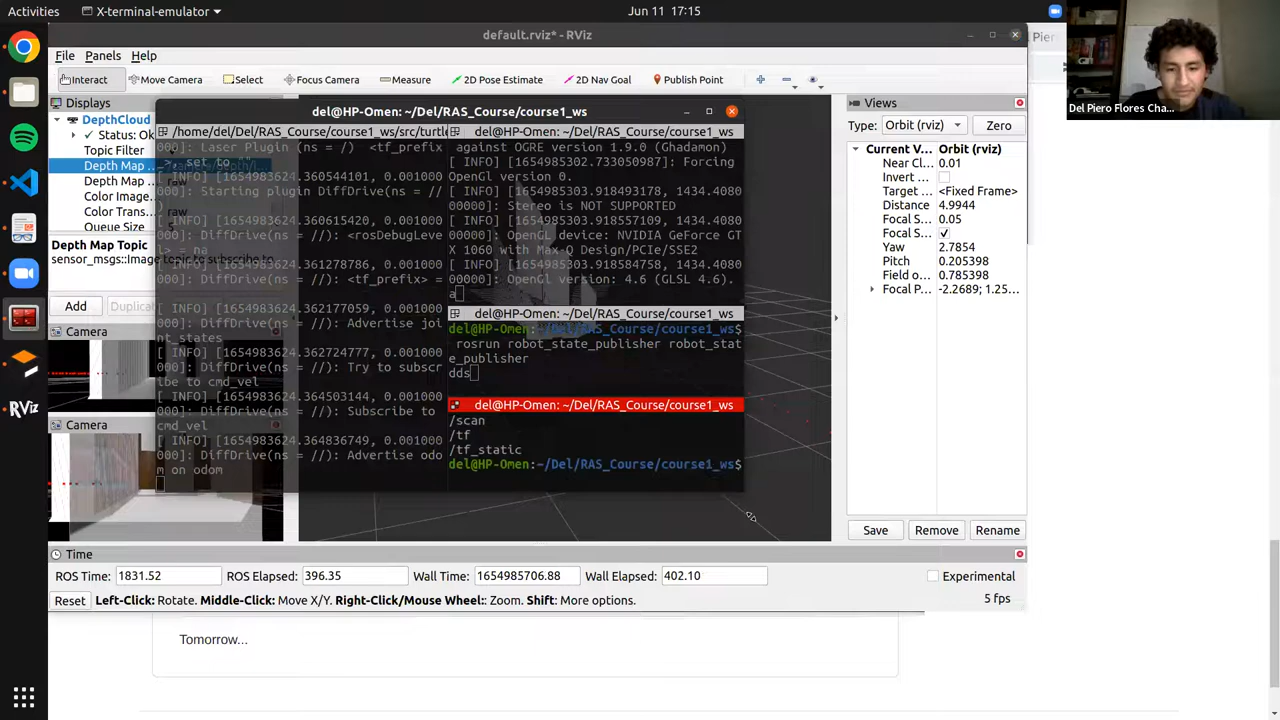 Activities
X-terminal-emulator
Jun 11 17:15
default.rviz* - RViz
File Panels Help
Interact Move Camera Select Focus Camera Measure 2D Pose Estimate 2D Nav Goal Publish Point
Displays
DepthCloud
Status: Ok
Topic Filter
Depth Map ...
Depth Map ... raw
Color Image...
Color Trans... raw
Queue Size
Depth Map Topic
sensor_msgs::Image topic to subscribe to
Add
Camera
Camera
del@HP-Omen: ~/Del/RAS_Course/course1_ws
/home/del/Del/RAS_Course/course1_ws/src/turtle
000]: Laser Plugin (ns = /) <tf_prefix
_>, set to ""
[ INFO] [1654983624.360544101, 0.001000
000]: Starting plugin DiffDrive(ns = //
)
[ INFO] [1654983624.360615420, 0.001000
000]: DiffDrive(ns = //): <rosDebugLeve
l> = na
[ INFO] [1654983624.361278786, 0.001000
000]: DiffDrive(ns = //): <tf_prefix> =
[ INFO] [1654983624.362177059, 0.001000
000]: DiffDrive(ns = //): Advertise joi
nt_states
[ INFO] [1654983624.362724777, 0.001000
000]: DiffDrive(ns = //): Try to subscr
ibe to cmd_vel
[ INFO] [1654983624.364503144, 0.001000
000]: DiffDrive(ns = //): Subscribe to
cmd_vel
[ INFO] [1654983624.364836749, 0.001000
000]: DiffDrive(ns = //): Advertise odo
m on odom
del@HP-Omen: ~/Del/RAS_Course/course1_ws
against OGRE version 1.9.0 (Ghadamon)
[ INFO] [1654985302.733050987]: Forcing
OpenGl version 0.
[ INFO] [1654985303.918493178, 1434.4080
00000]: Stereo is NOT SUPPORTED
[ INFO] [1654985303.918557109, 1434.4080
00000]: OpenGL device: NVIDIA GeForce GT
X 1060 with Max-Q Design/PCIe/SSE2
[ INFO] [1654985303.918584758, 1434.4080
00000]: OpenGl version: 4.6 (GLSL 4.6).
a
del@HP-Omen: ~/Del/RAS_Course/course1_ws
del@HP-Omen:~/Del/RAS_Course/course1_ws$
rosrun robot_state_publisher robot_stat
e_publisher
dds
del@HP-Omen: ~/Del/RAS_Course/course1_ws
/scan
/tf
/tf_static
del@HP-Omen:~/Del/RAS_Course/course1_ws$
Views
Type: Orbit (rviz) Zero
Current V... Orbit (rviz)
Near Cl... 0.01
Invert ...
Target ... <Fixed Frame>
Distance 4.9944
Focal S... 0.05
Focal S...
Yaw 2.7854
Pitch 0.205398
Field o... 0.785398
Focal P... -2.2689; 1.25...
Save Remove Rename
Time
ROS Time: 1831.52 ROS Elapsed: 396.35 Wall Time: 1654985706.88 Wall Elapsed: 402.10 Experimental
Reset Left-Click: Rotate. Middle-Click: Move X/Y. Right-Click/Mouse Wheel:: Zoom. Shift: More options. 5 fps
Tomorrow...
Del Piero Flores Cha...
RViz